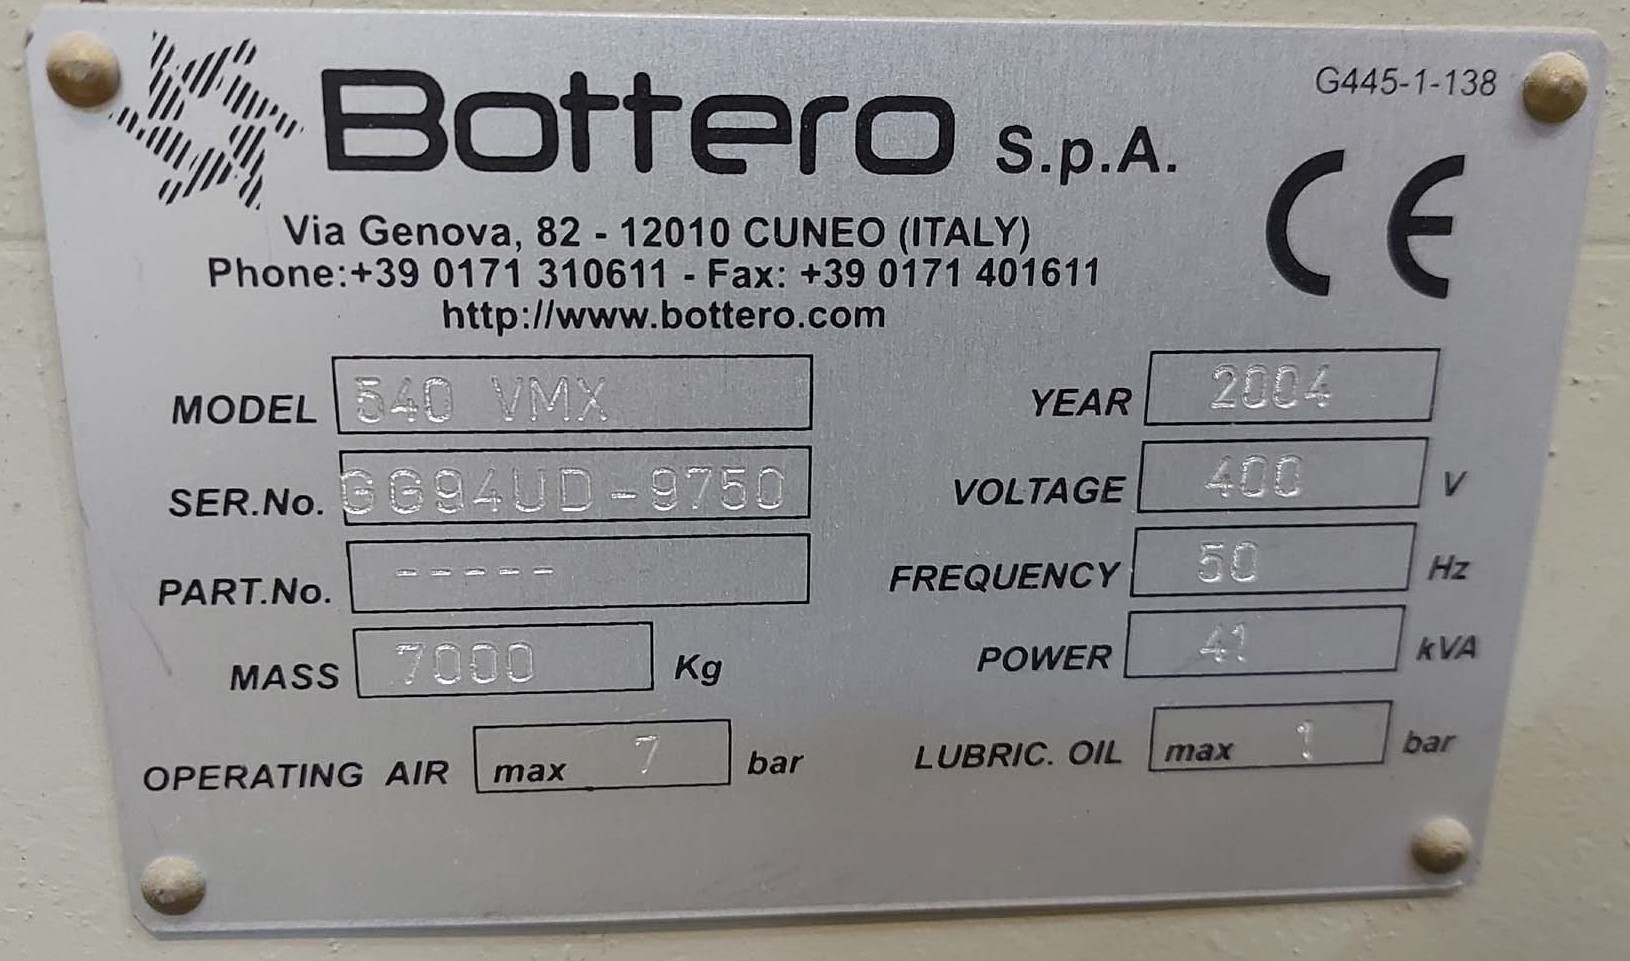 G445-1-138
Bottero S.p.A.
CE
Via Genova, 82 - 12010 CUNEO (ITALY)
Phone:+39 0171 310611 - Fax: +39 0171 401611
http://www.bottero.com
MODEL 540 VMX
YEAR 2004
SER.No. GG94UD-9750
VOLTAGE 400 V
PART.No. -----
FREQUENCY 50 Hz
MASS 7000 Kg
POWER 41 kVA
OPERATING AIR max 7 bar
LUBRIC. OIL max 1 bar